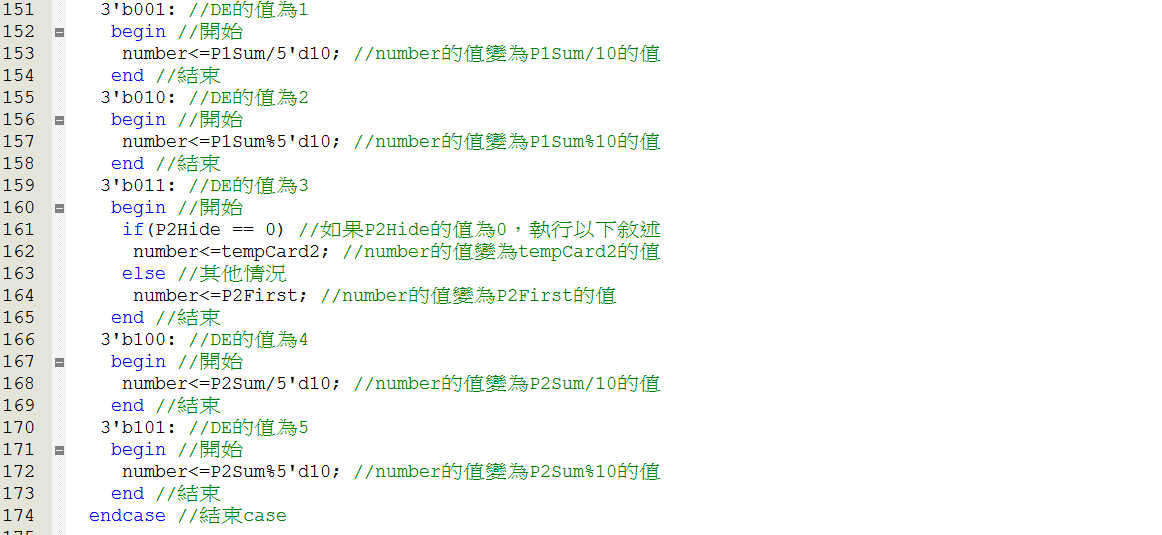 151 3'b001: //DE的值為1
152 begin //開始
153 number<=P1Sum/5'd10; //number的值變為P1Sum/10的值
154 end //結束
155 3'b010: //DE的值為2
156 begin //開始
157 number<=P1Sum%5'd10; //number的值變為P1Sum%10的值
158 end //結束
159 3'b011: //DE的值為3
160 begin //開始
161 if(P2Hide == 0) //如果P2Hide的值為0，執行以下敘述
162 number<=tempCard2; //number的值變為tempCard2的值
163 else //其他情況
164 number<=P2First; //number的值變為P2First的值
165 end //結束
166 3'b100: //DE的值為4
167 begin //開始
168 number<=P2Sum/5'd10; //number的值變為P2Sum/10的值
169 end //結束
170 3'b101: //DE的值為5
171 begin //開始
172 number<=P2Sum%5'd10; //number的值變為P2Sum%10的值
173 end //結束
174 endcase //結束case